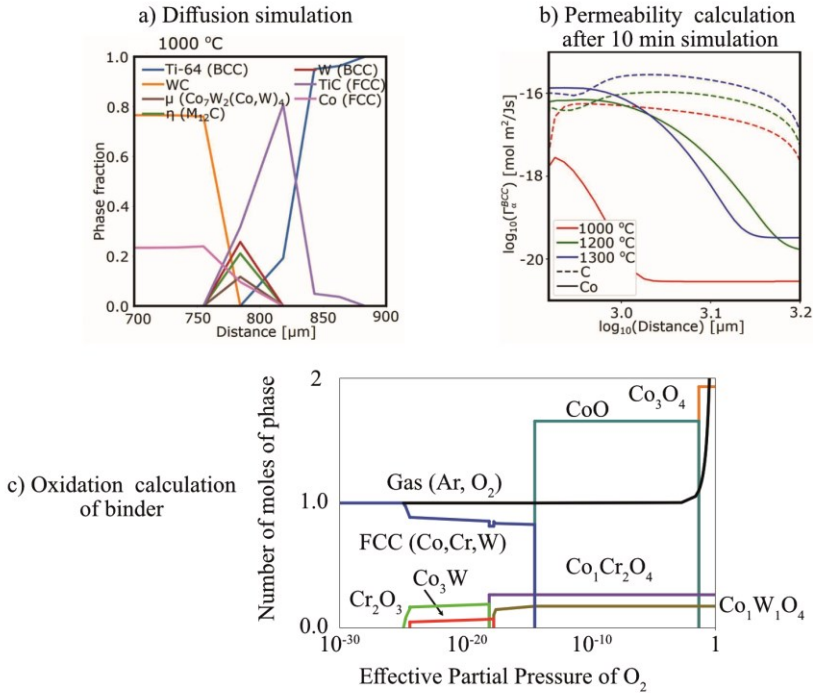 a) Diffusion simulation
1000 °C
Ti-64 (BCC)
WC
μ (Co₇W₂(Co,W)₄)
η (M₁₂C)
W (BCC)
TiC (FCC)
Co (FCC)
Phase fraction
1.0
0.8
0.6
0.4
0.2
0.0
700
750
800
850
900
Distance [μm]
b) Permeability calculation
after 10 min simulation
log₁₀(Γₐᴮᶜᶜ) [mol m²/Js]
-16
-18
-20
1000 °C
1200 °C
1300 °C
C
Co
3.0
3.1
3.2
log₁₀(Distance) [μm]
c) Oxidation calculation
of binder
Number of moles of phase
2
1.0
0.0
Gas (Ar, O₂)
FCC (Co,Cr,W)
Cr₂O₃
Co₃W
CoO
Co₃O₄
Co₁Cr₂O₄
Co₁W₁O₄
10⁻³⁰
10⁻²⁰
10⁻¹⁰
1
Effective Partial Pressure of O₂